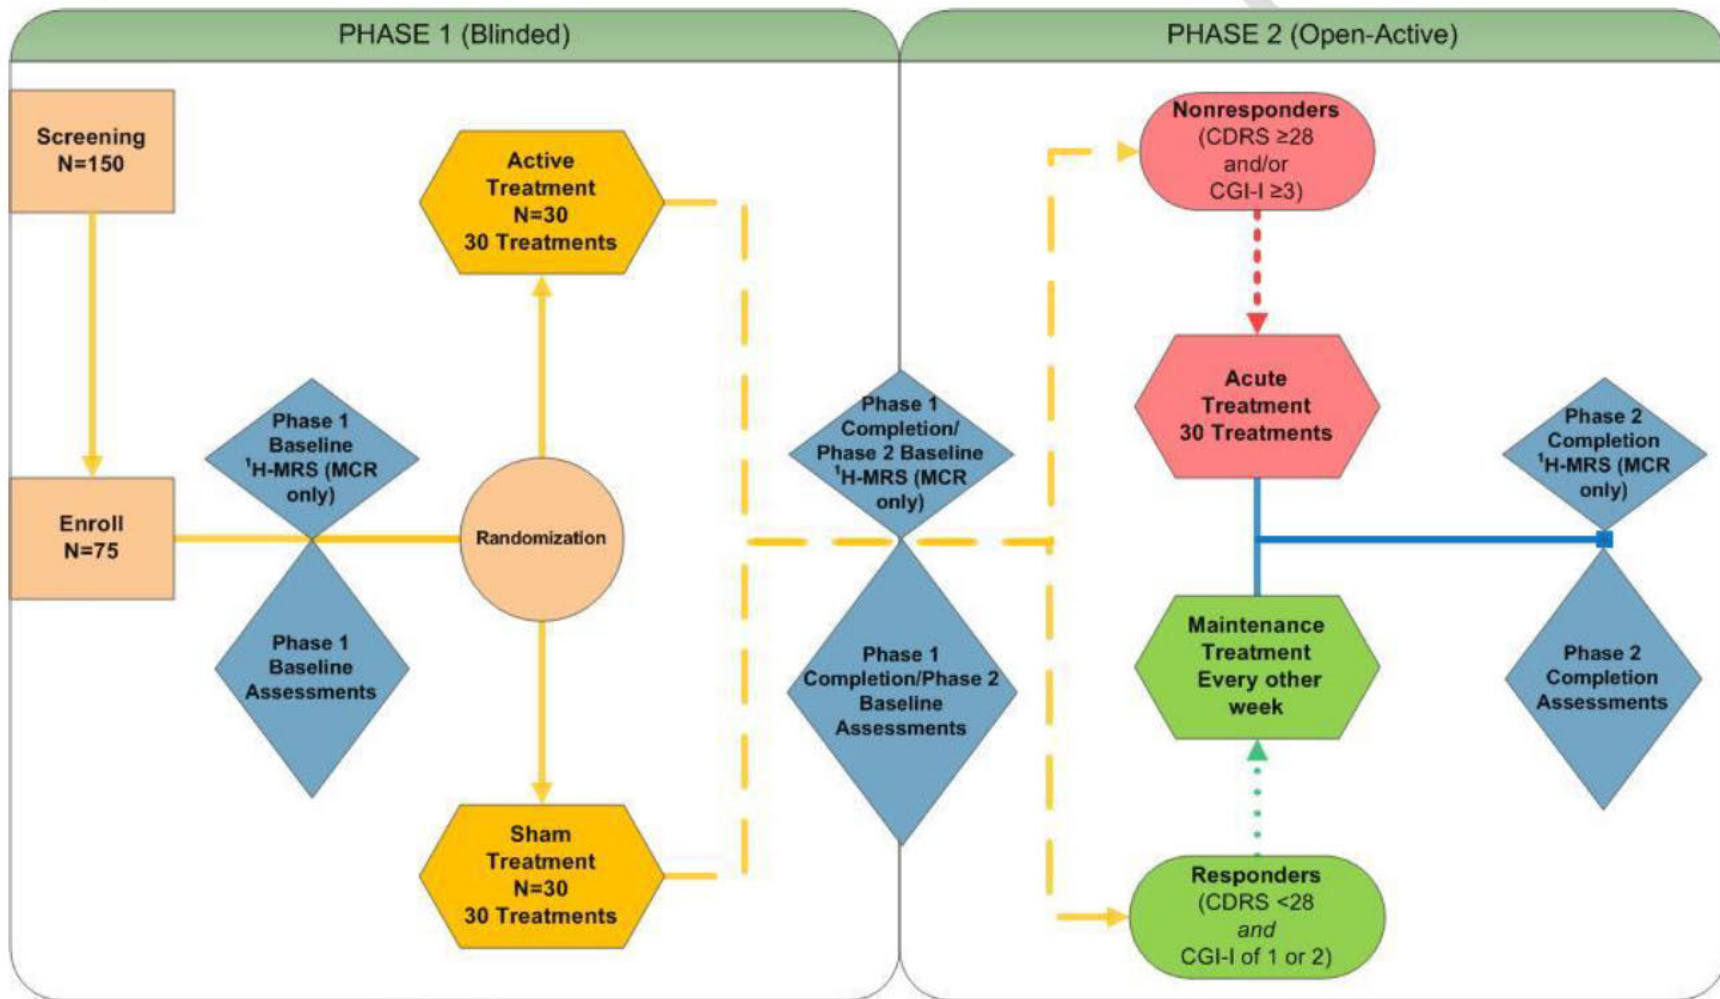 PHASE 1 (Blinded)
PHASE 2 (Open-Active)
Screening
N=150
Enroll
N=75
Phase 1
Baseline
¹H-MRS (MCR
only)
Phase 1
Baseline
Assessments
Randomization
Active
Treatment
N=30
30 Treatments
Sham
Treatment
N=30
30 Treatments
Phase 1
Completion/
Phase 2 Baseline
¹H-MRS (MCR
only)
Phase 1
Completion/Phase 2
Baseline
Assessments
Nonresponders
(CDRS ≥28
and/or
CGI-I ≥3)
Acute
Treatment
30 Treatments
Maintenance
Treatment
Every other
week
Responders
(CDRS <28
and
CGI-I of 1 or 2)
Phase 2
Completion
¹H-MRS (MCR
only)
Phase 2
Completion
Assessments